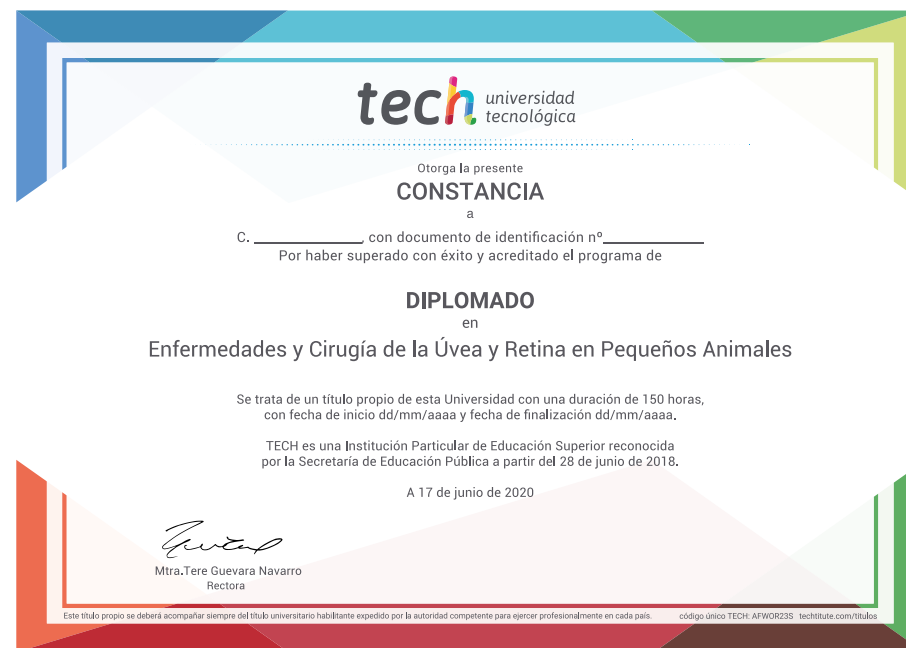 tech universidad
tecnológica
Otorga la presente
CONSTANCIA
a
C. ____________, con documento de identificación nº____________
Por haber superado con éxito y acreditado el programa de
DIPLOMADO
en
Enfermedades y Cirugía de la Úvea y Retina en Pequeños Animales
Se trata de un título propio de esta Universidad con una duración de 150 horas,
con fecha de inicio dd/mm/aaaa y fecha de finalización dd/mm/aaaa.
TECH es una Institución Particular de Educación Superior reconocida
por la Secretaría de Educación Pública a partir del 28 de junio de 2018.
A 17 de junio de 2020
Mtra.Tere Guevara Navarro
Rectora
Este título propio se deberá acompañar siempre del título universitario habilitante expedido por la autoridad competente para ejercer profesionalmente en cada país. código único TECH: AFWOR23S techtitute.com/títulos